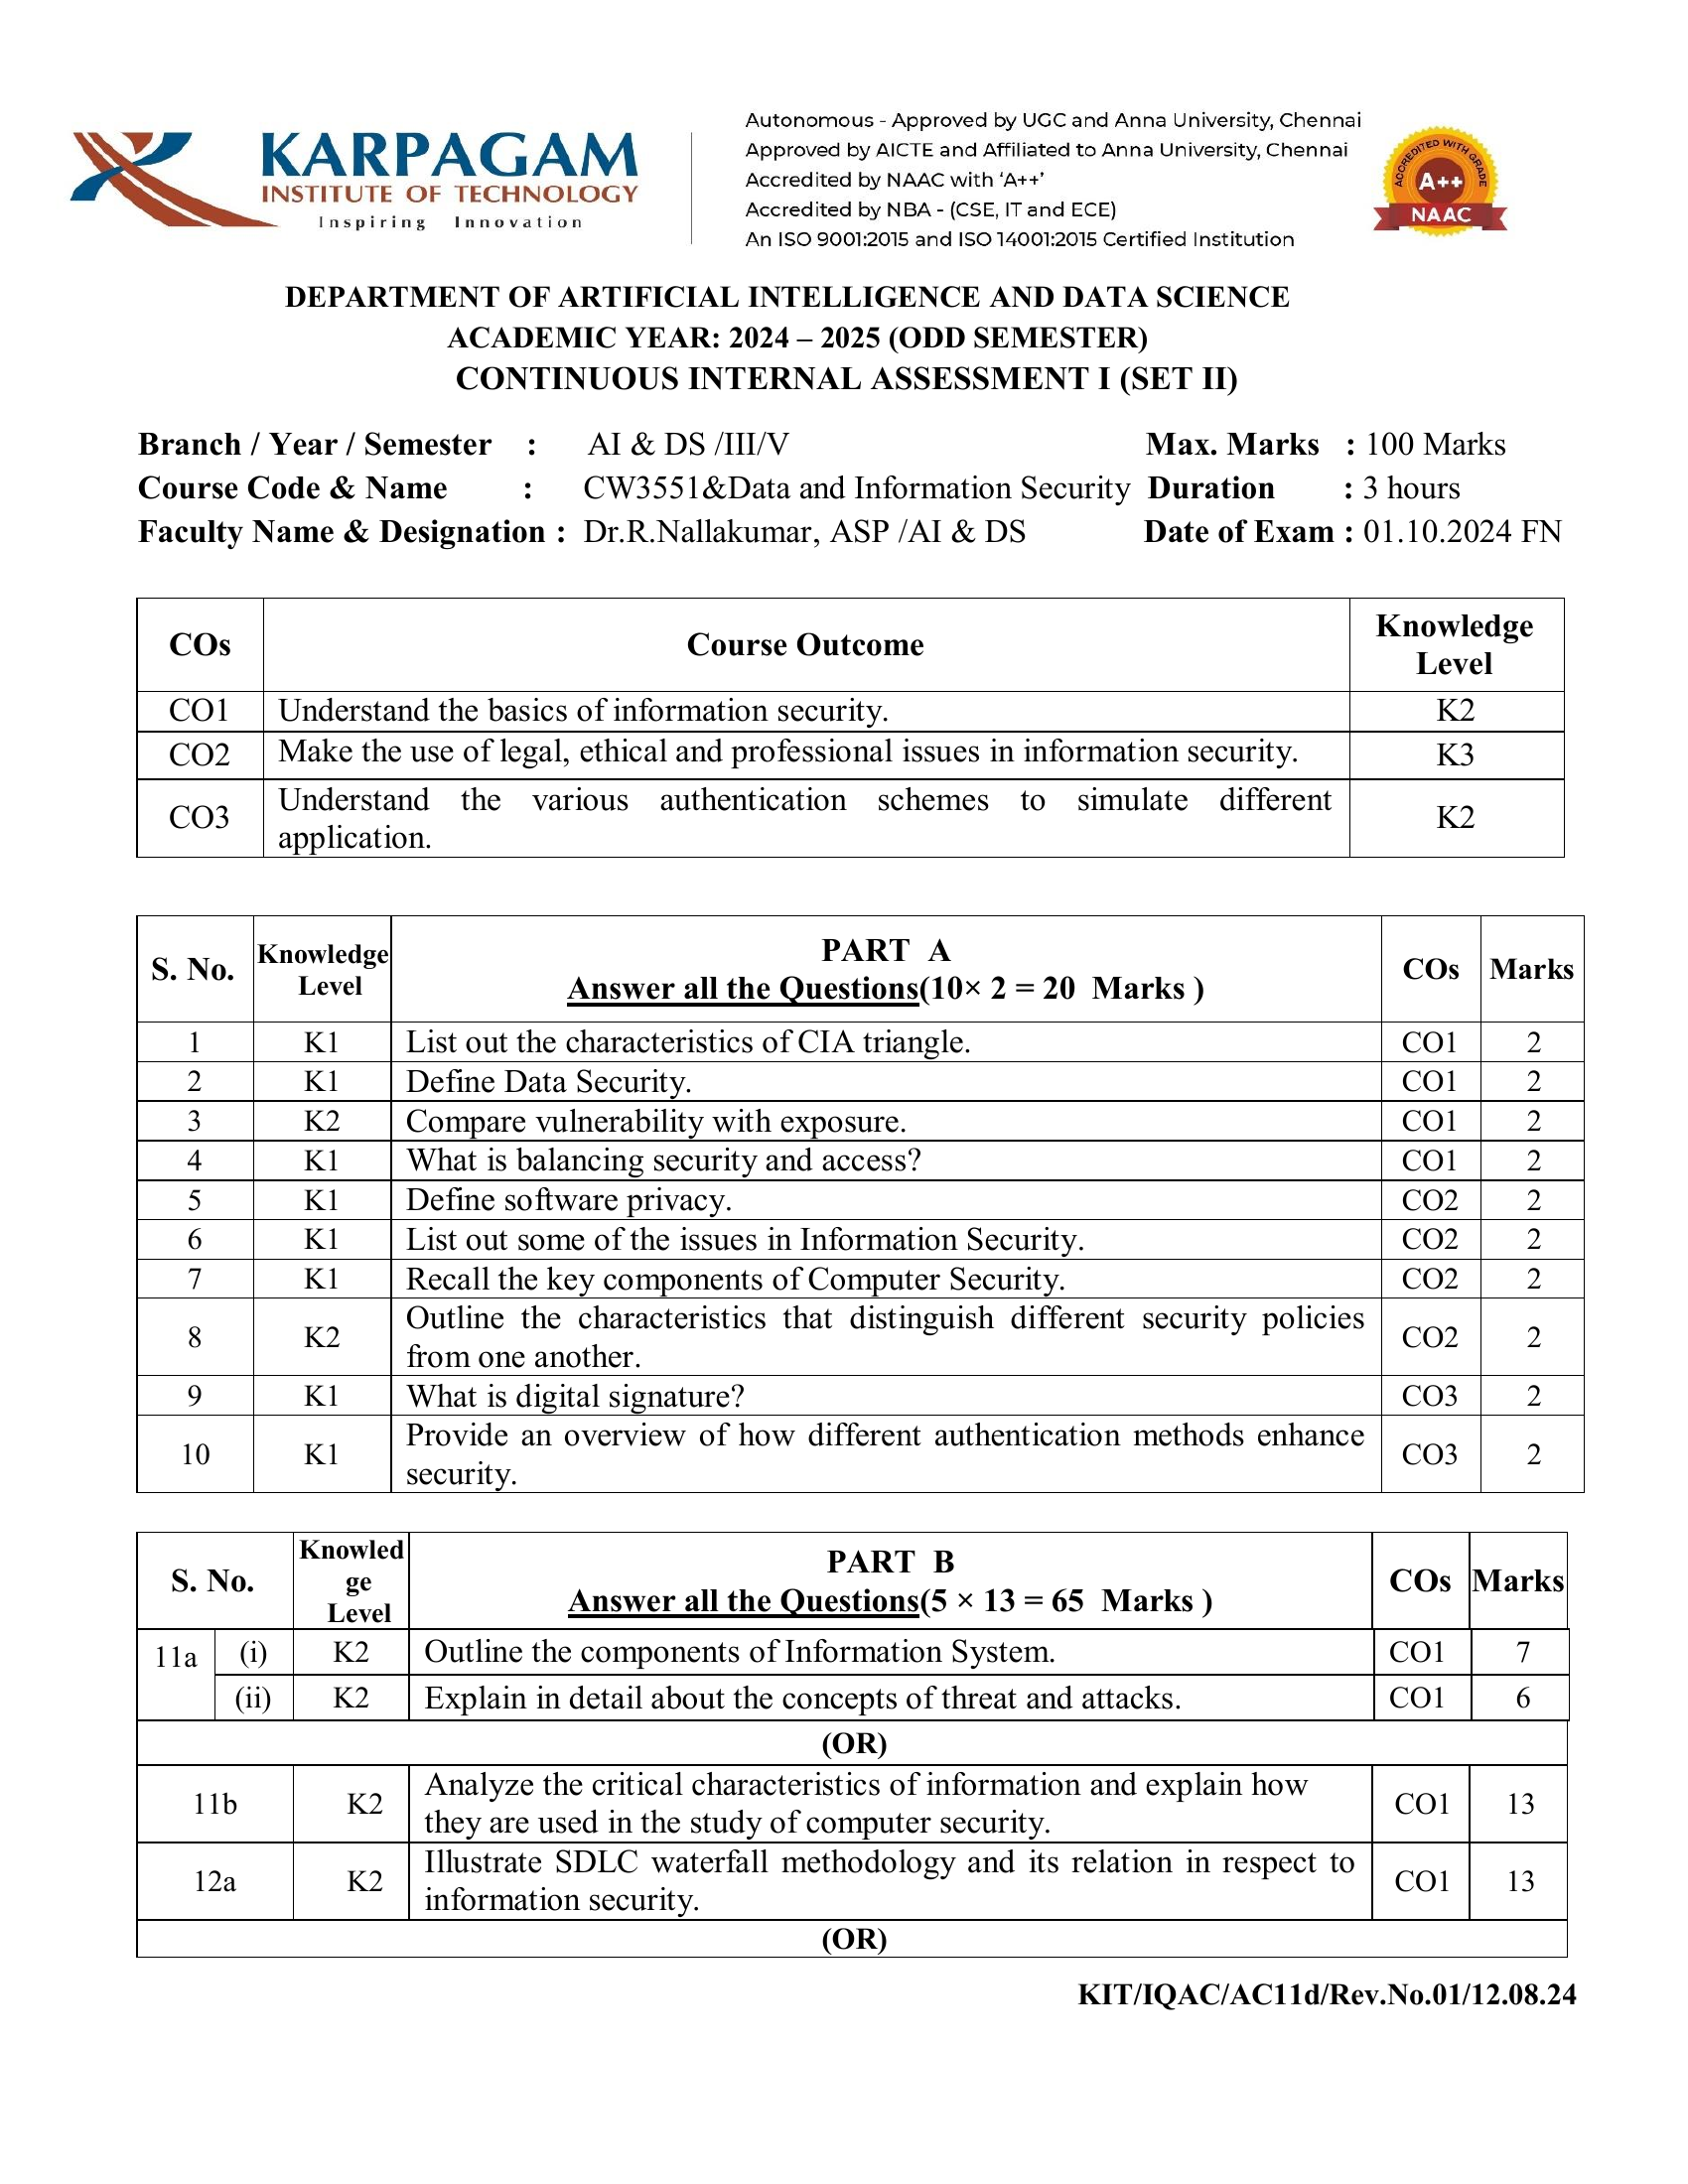 KARPAGAM
INSTITUTE OF TECHNOLOGY
Inspiring Innovation
Autonomous - Approved by UGC and Anna University, Chennai
Approved by AICTE and Affiliated to Anna University, Chennai
Accredited by NAAC with ‘A++’
Accredited by NBA - (CSE, IT and ECE)
An ISO 9001:2015 and ISO 14001:2015 Certified Institution
ACCREDITED WITH GRADE
A++
NAAC
DEPARTMENT OF ARTIFICIAL INTELLIGENCE AND DATA SCIENCE
ACADEMIC YEAR: 2024 – 2025 (ODD SEMESTER)
CONTINUOUS INTERNAL ASSESSMENT I (SET II)
Branch / Year / Semester : AI & DS /III/V Max. Marks : 100 Marks
Course Code & Name : CW3551&Data and Information Security Duration : 3 hours
Faculty Name & Designation : Dr.R.Nallakumar, ASP /AI & DS Date of Exam : 01.10.2024 FN
COs Course Outcome Knowledge Level
CO1 Understand the basics of information security. K2
CO2 Make the use of legal, ethical and professional issues in information security. K3
CO3 Understand the various authentication schemes to simulate different
application. K2
S. No. Knowledge Level PART A COs Marks
Answer all the Questions(10× 2 = 20 Marks )
1 K1 List out the characteristics of CIA triangle. CO1 2
2 K1 Define Data Security. CO1 2
3 K2 Compare vulnerability with exposure. CO1 2
4 K1 What is balancing security and access? CO1 2
5 K1 Define software privacy. CO2 2
6 K1 List out some of the issues in Information Security. CO2 2
7 K1 Recall the key components of Computer Security. CO2 2
8 K2 Outline the characteristics that distinguish different security policies
from one another. CO2 2
9 K1 What is digital signature? CO3 2
10 K1 Provide an overview of how different authentication methods enhance
security. CO3 2
S. No. Knowled
ge
Level PART B COs Marks
Answer all the Questions(5 × 13 = 65 Marks )
11a (i) K2 Outline the components of Information System. CO1 7
(ii) K2 Explain in detail about the concepts of threat and attacks. CO1 6
(OR)
11b K2 Analyze the critical characteristics of information and explain how
they are used in the study of computer security. CO1 13
12a K2 Illustrate SDLC waterfall methodology and its relation in respect to
information security. CO1 13
(OR)
KIT/IQAC/AC11d/Rev.No.01/12.08.24